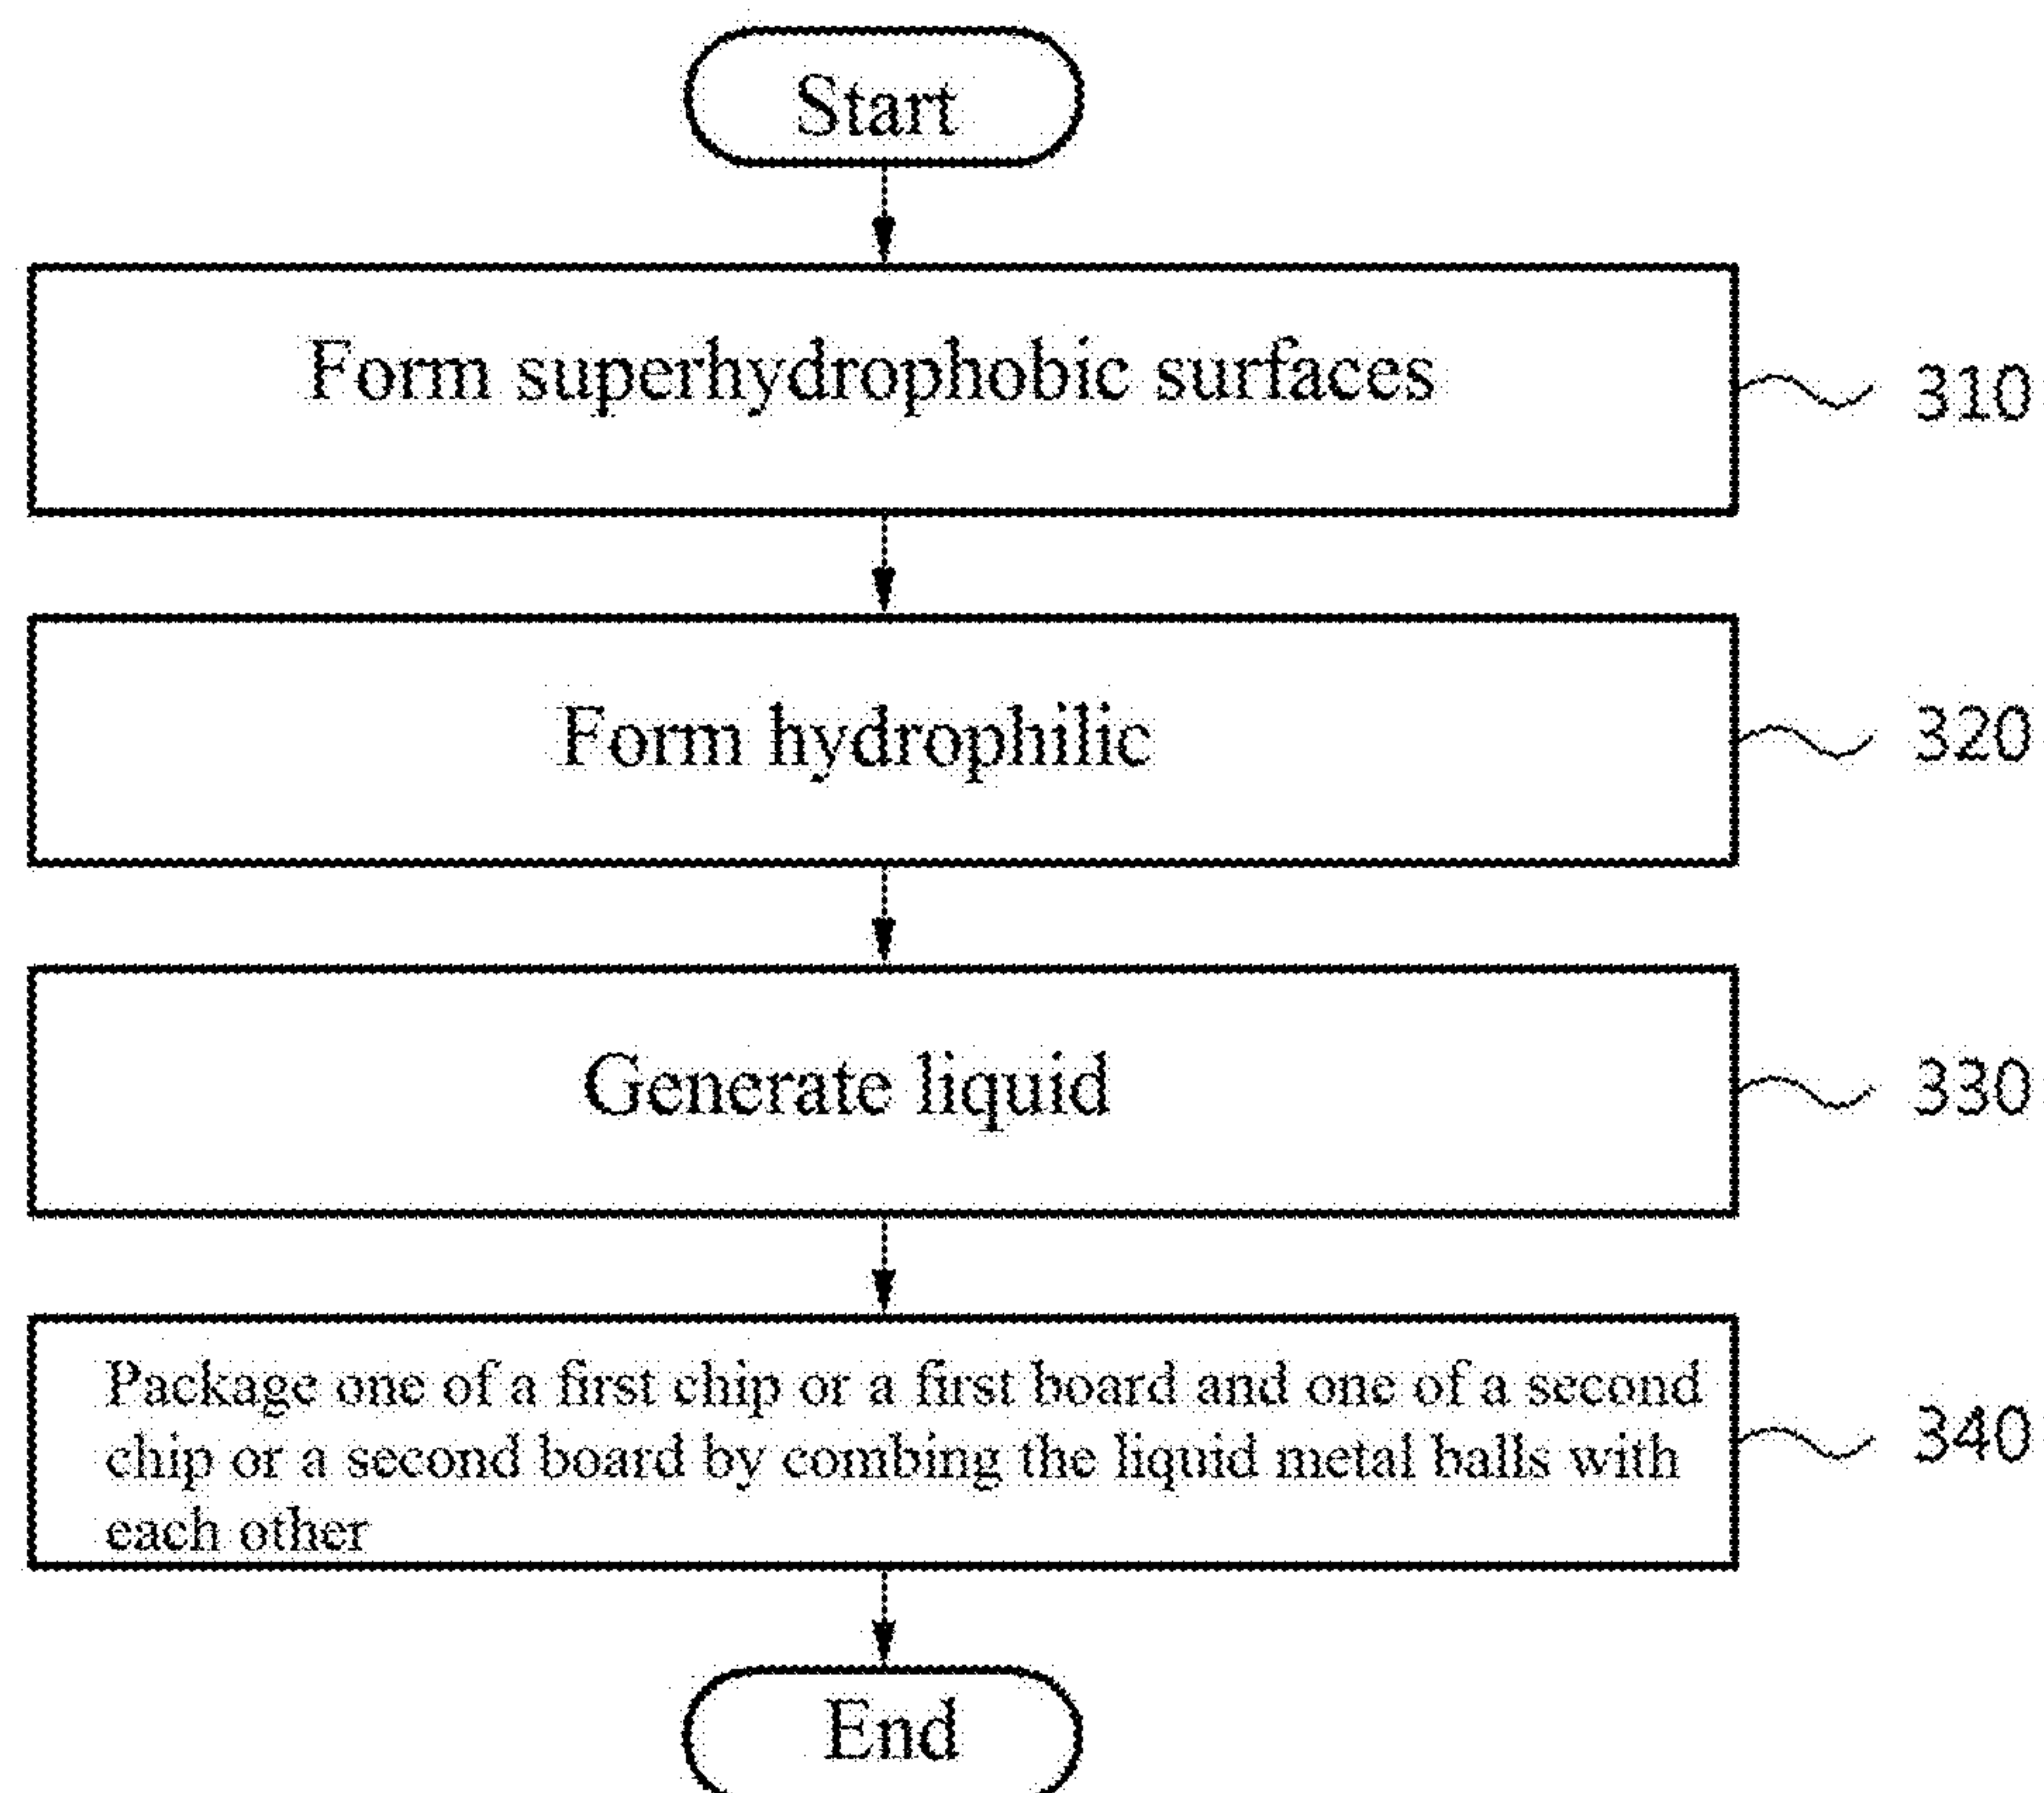 Start
Form superhydrophobic surfaces
310
Form hydrophilic
320
Generate liquid
330
Package one of a first chip or a first board and one of a second
chip or a second board by combing the liquid metal balls with
each other
340
End